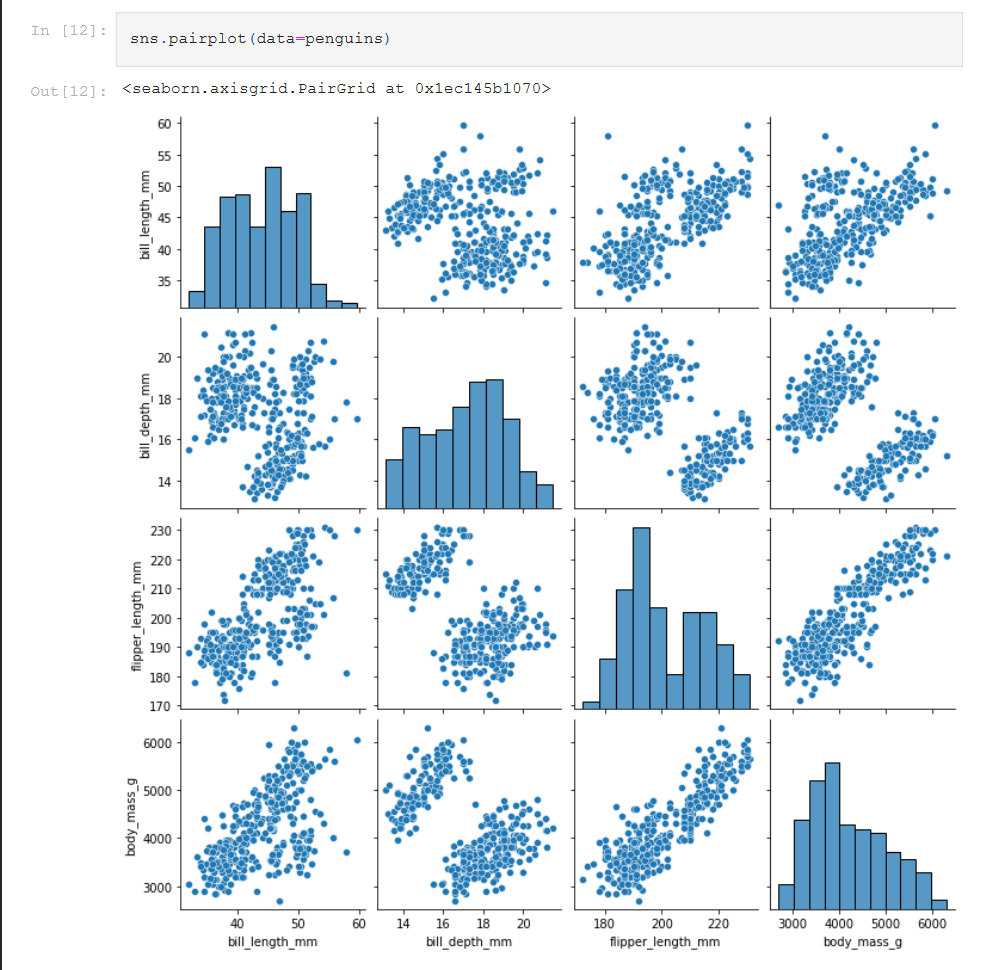 In [12]:
sns.pairplot(data=penguins)
Out[12]:
<seaborn.axisgrid.PairGrid at 0x1ec145b1070>
60
55
50
45
40
35
bill_length_mm
20
18
16
14
bill_depth_mm
230
220
210
200
190
180
170
flipper_length_mm
6000
5000
4000
3000
body_mass_g
40 50 60
bill_length_mm
14 16 18 20
bill_depth_mm
180 200 220
flipper_length_mm
3000 4000 5000 6000
body_mass_g